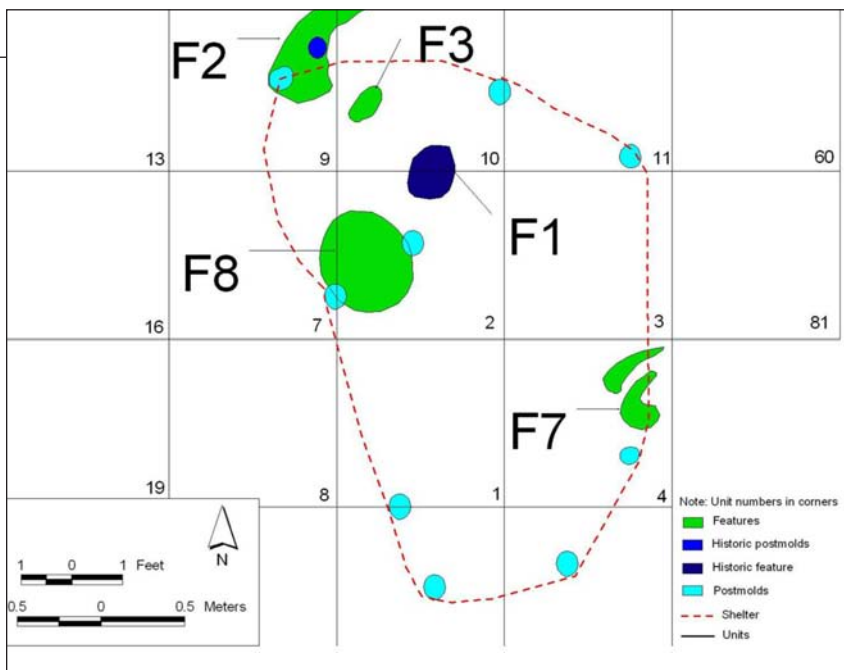 F2
F3
13
9
10
11
60
F1
F8
16
7
2
3
81
F7
19
8
1
4
Note: Unit numbers in corners
Features
Historic postmolds
Historic feature
Postmolds
Shelter
Units
N
1 0 1 Feet
0.5 0 0.5 Meters